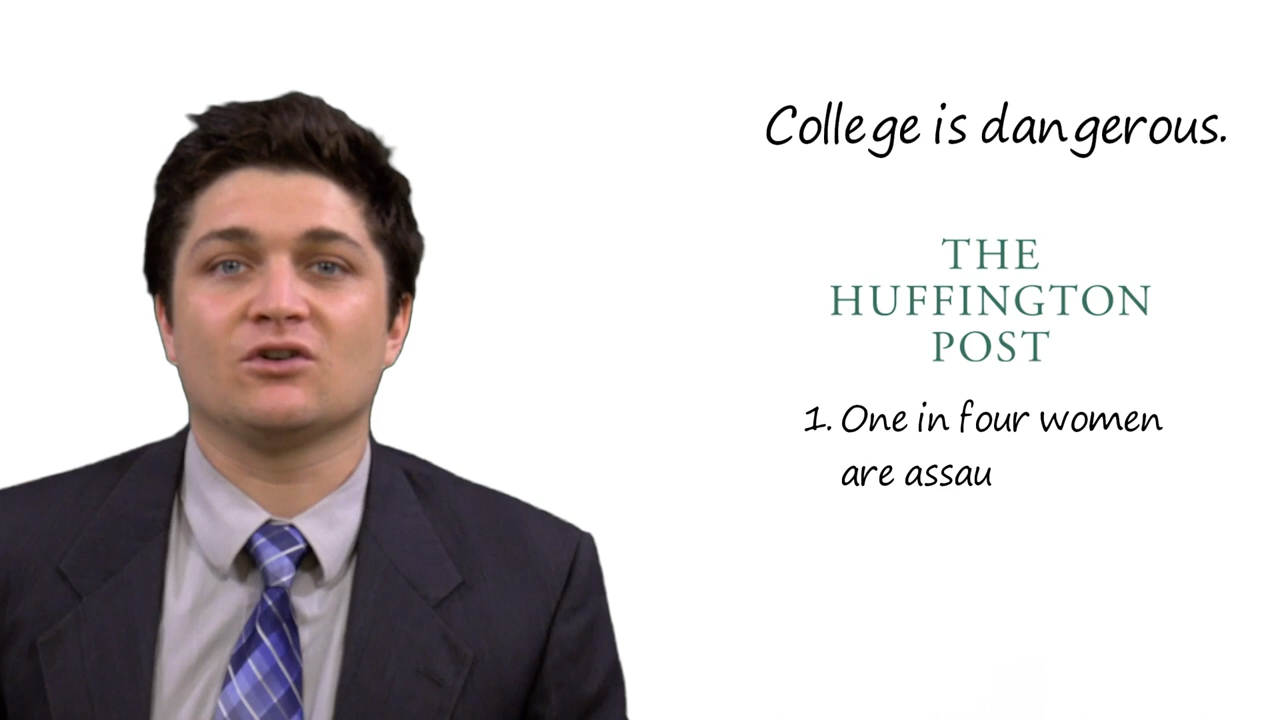 College is dangerous.
THE
HUFFINGTON
POST
1. One in four women
are assau